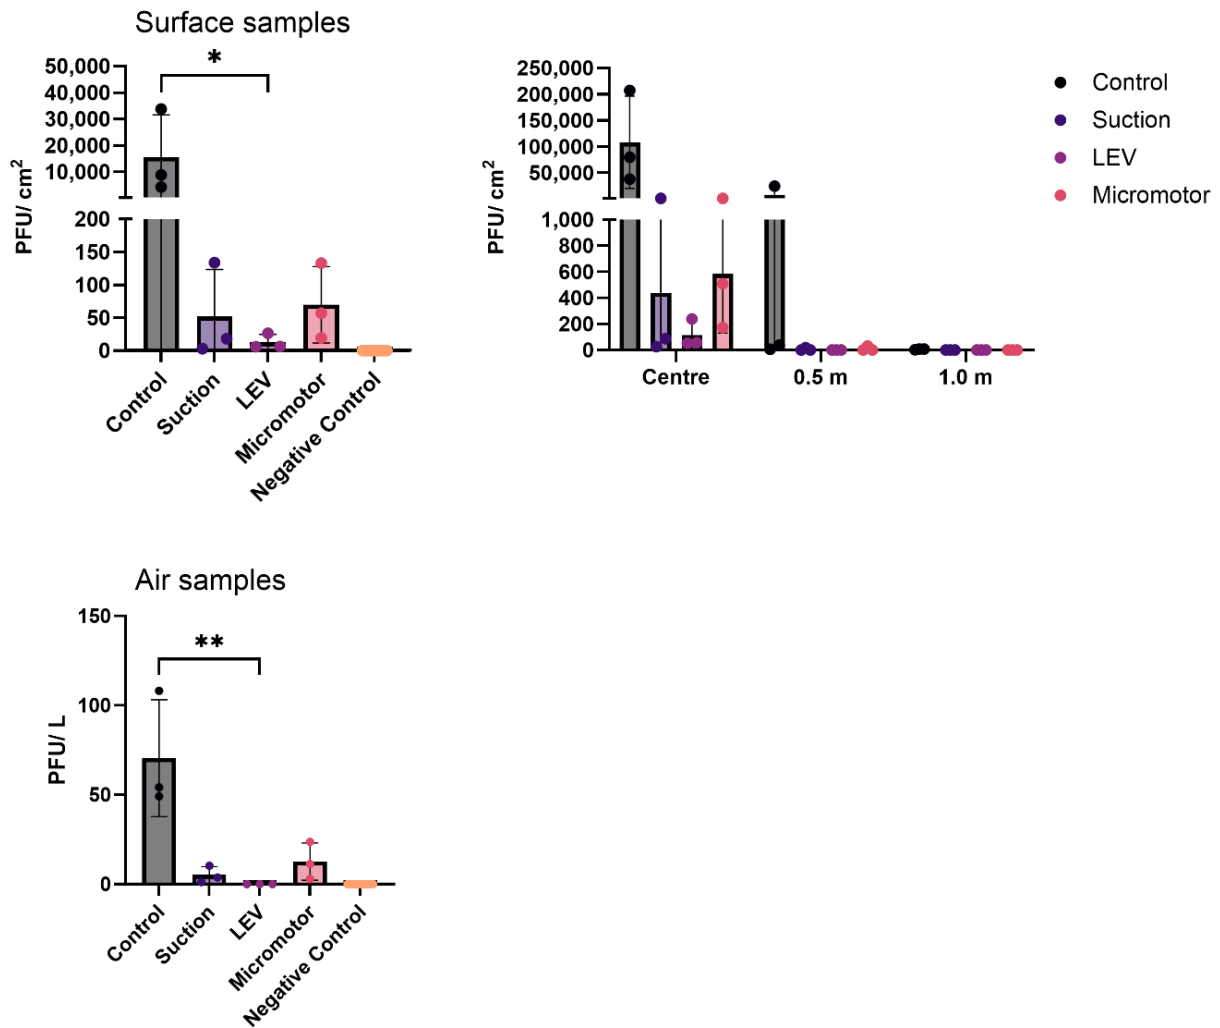 Surface samples
*
50,000
40,000
30,000
20,000
10,000
200
150
100
50
0
PFU/ cm²
Control
Suction
LEV
Micromotor
Negative Control
250,000
200,000
150,000
100,000
50,000
1,000
800
600
400
200
0
PFU/ cm²
Centre
0.5 m
1.0 m
Control
Suction
LEV
Micromotor
Air samples
**
150
100
50
0
PFU/ L
Control
Suction
LEV
Micromotor
Negative Control